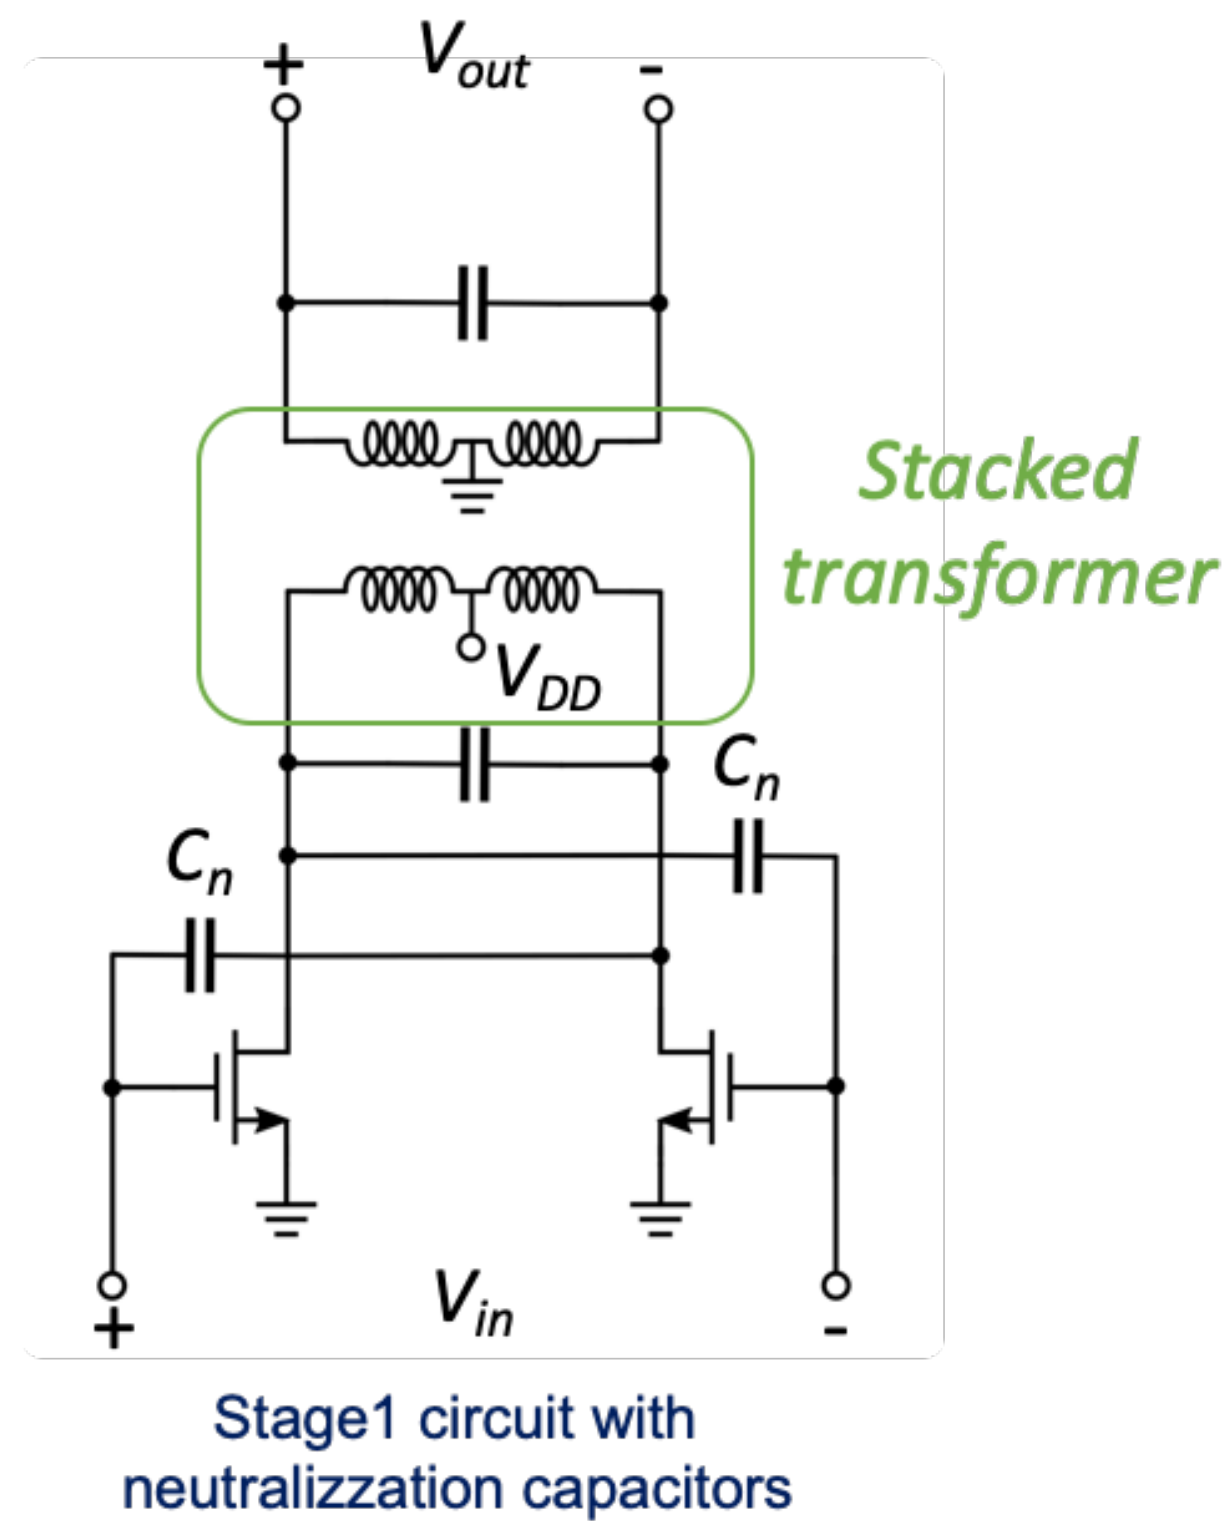 + Vout -
Stacked
transformer
VDD
Cn
Cn
Vin
+ -
Stage1 circuit with
neutralizzation capacitors